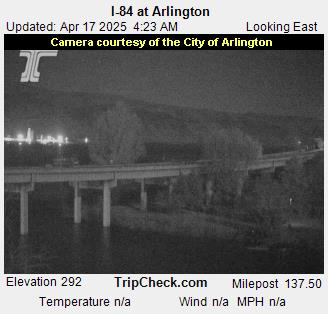 I-84 at Arlington
Updated: Apr 17 2025 4:23 AM Looking East
Camera courtesy of the City of Arlington
Elevation 292 TripCheck.com Milepost 137.50
Temperature n/a Wind n/a MPH n/a